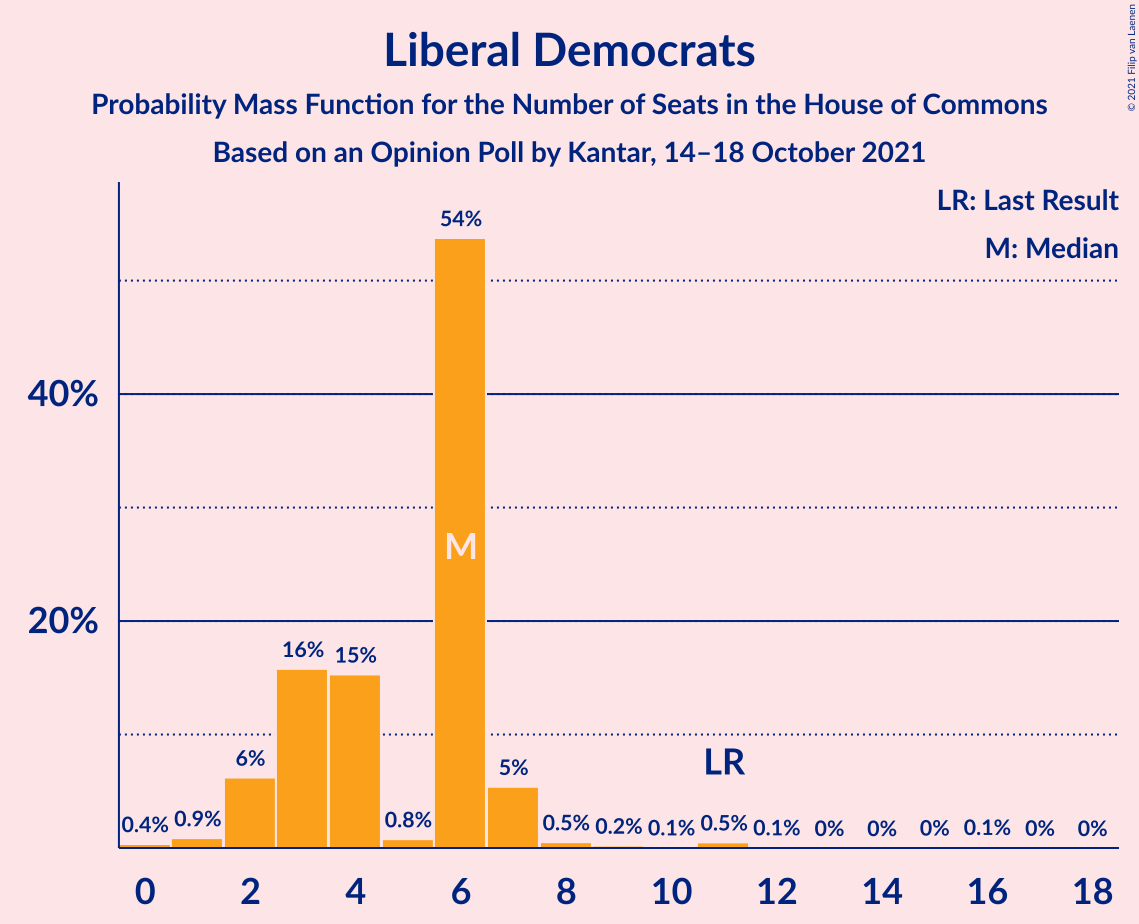 Liberal Democrats
Probability Mass Function for the Number of Seats in the House of Commons
Based on an Opinion Poll by Kantar, 14–18 October 2021
© 2021 Filip van Laenen
LR: Last Result
M: Median
54%
40%
M
20%
16%
15%
6%
5%
LR
0.4%
0.9%
0.8%
0.5%
0.2%
0.1%
0.5%
0.1%
0%
0%
0%
0.1%
0%
0%
0 2 4 6 8 10 12 14 16 18